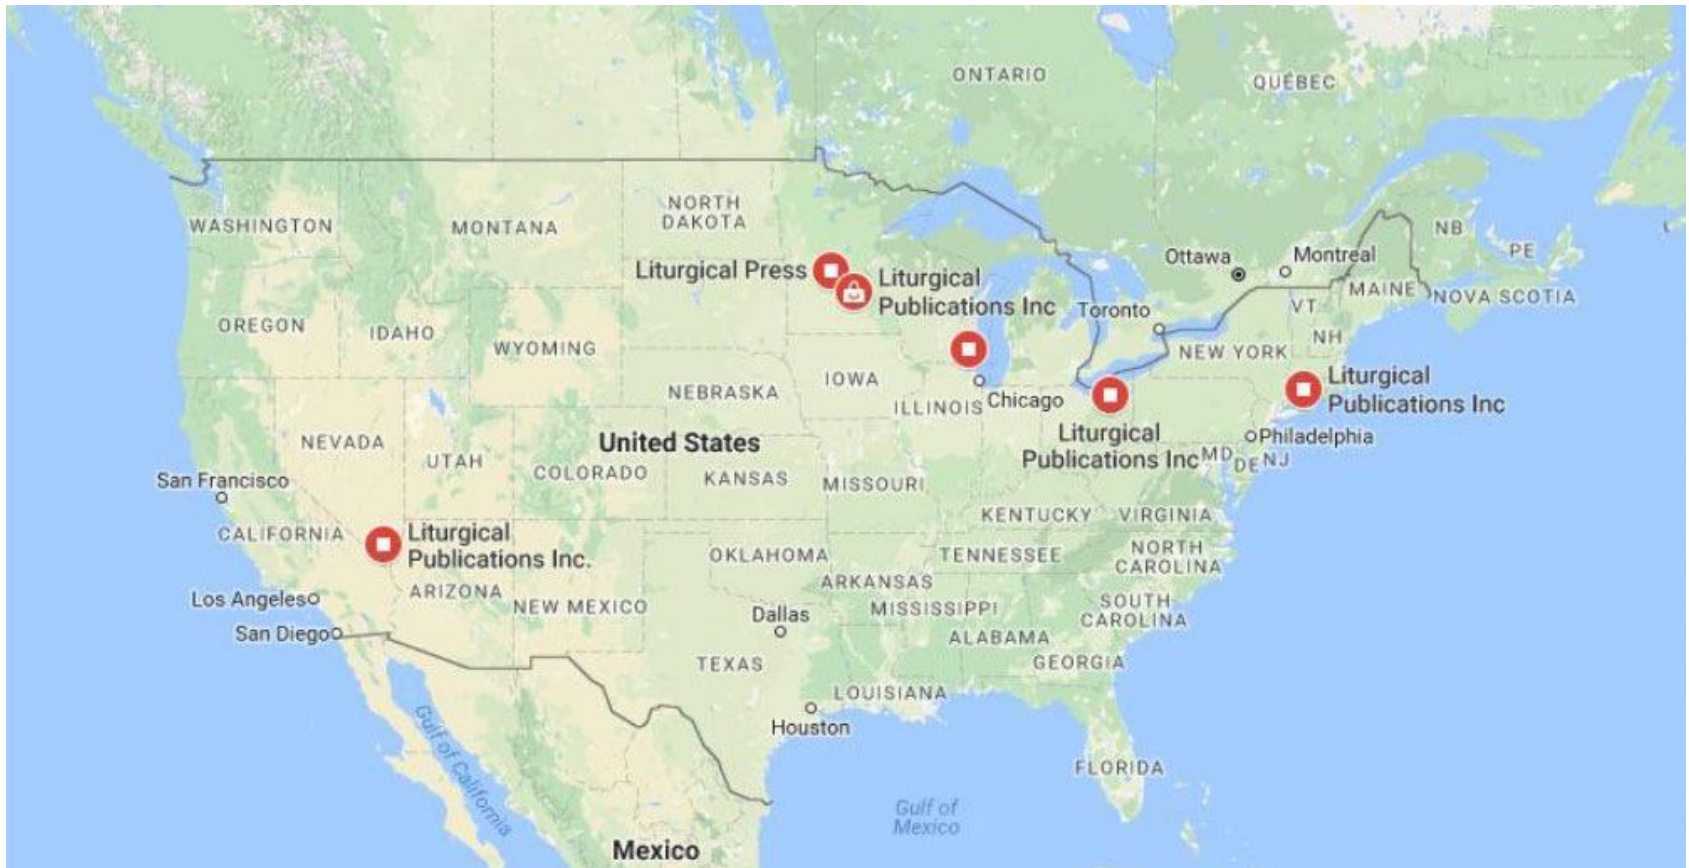 ONTARIO
QUÉBEC
WASHINGTON
MONTANA
NORTH
DAKOTA
NB
PE
Ottawa
Montreal
MAINE
NOVA SCOTIA
Liturgical Press
Liturgical
Publications Inc
Toronto
VT
NH
OREGON
IDAHO
WYOMING
NEW YORK
IOWA
NEBRASKA
ILLINOIS
Chicago
Liturgical
Publications Inc
Philadelphia
Liturgical
Publications Inc
MD
DE
NJ
NEVADA
UTAH
United States
COLORADO
KANSAS
MISSOURI
San Francisco
CALIFORNIA
KENTUCKY
VIRGINIA
Liturgical
Publications Inc.
OKLAHOMA
TENNESSEE
NORTH
CAROLINA
ARKANSAS
Los Angeles
ARIZONA
NEW MEXICO
Dallas
MISSISSIPPI
SOUTH
CAROLINA
San Diego
ALABAMA
TEXAS
GEORGIA
LOUISIANA
Houston
Gulf of California
FLORIDA
Gulf of
Mexico
Mexico